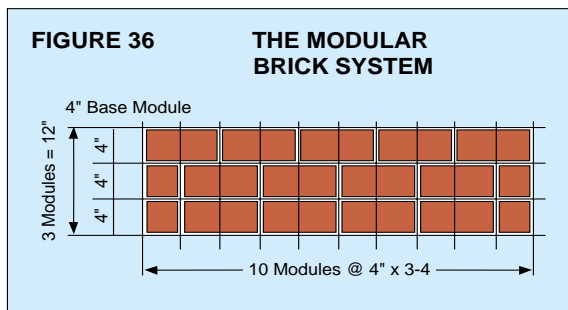 FIGURE 36
THE MODULAR
BRICK SYSTEM
4" Base Module
3 Modules = 12"
4"
4"
4"
10 Modules @ 4" x 3-4